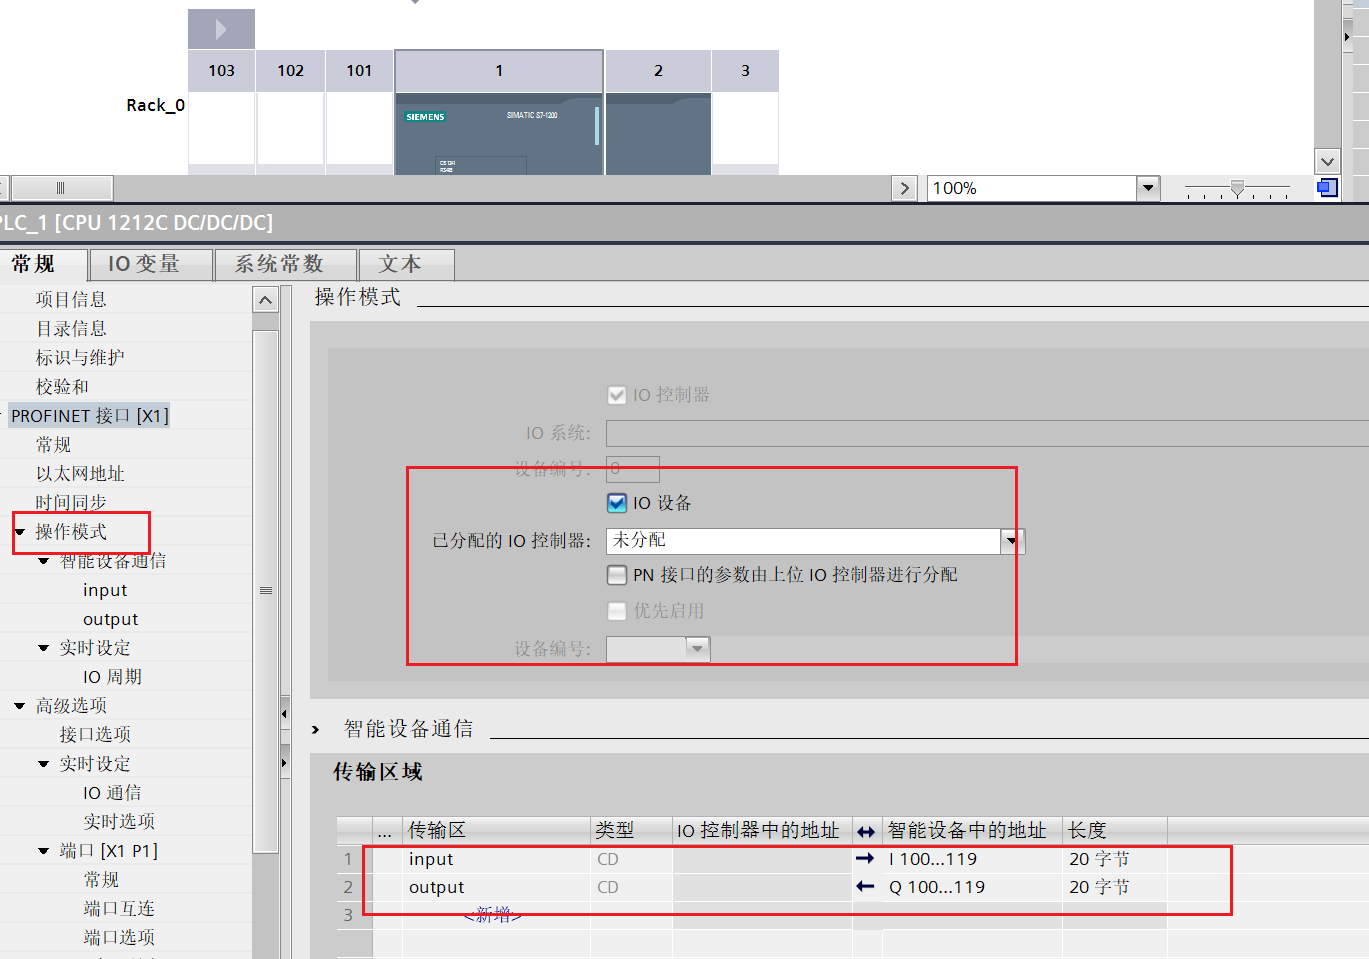 103 102 101 1 2 3
Rack_0
SIEMENS
SIMATIC S7-1200
CB 1241
RS485
100%
PLC_1 [CPU 1212C DC/DC/DC]
常规 IO 变量 系统常数 文本
项目信息
目录信息
标识与维护
校验和
PROFINET 接口 [X1]
常规
以太网地址
时间同步
操作模式
智能设备通信
input
output
实时设定
IO 周期
高级选项
接口选项
实时设定
IO 通信
实时选项
端口 [X1 P1]
常规
端口互连
端口选项
操作模式
IO 控制器
IO 系统:
设备编号: 0
IO 设备
已分配的 IO 控制器: 未分配
PN 接口的参数由上位 IO 控制器进行分配
优先启用
设备编号:
智能设备通信
传输区域
... 传输区 类型 IO 控制器中的地址 ↔ 智能设备中的地址 长度
1 input CD → I 100...119 20 字节
2 output CD ← Q 100...119 20 字节
3 <新增>